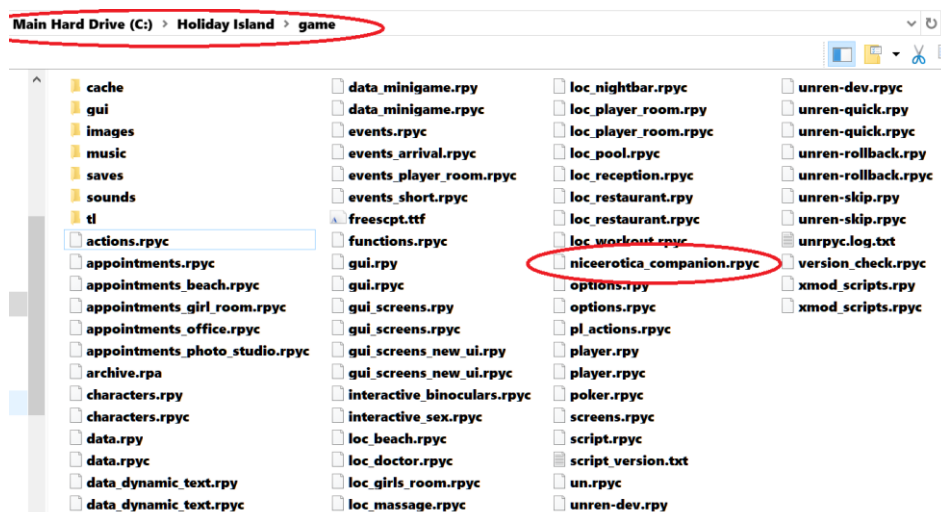 Main Hard Drive (C:) > Holiday Island > game
cache
gui
images
music
saves
sounds
tl
actions.rpyc
appointments.rpyc
appointments_beach.rpyc
appointments_girl_room.rpyc
appointments_office.rpyc
appointments_photo_studio.rpyc
archive.rpa
characters.rpy
characters.rpyc
data.rpy
data.rpyc
data_dynamic_text.rpy
data_dynamic_text.rpyc
data_minigame.rpy
data_minigame.rpyc
events.rpyc
events_arrival.rpyc
events_player_room.rpyc
events_short.rpyc
freescpt.ttf
functions.rpyc
gui.rpy
gui.rpyc
gui_screens.rpy
gui_screens.rpyc
gui_screens_new_ui.rpy
gui_screens_new_ui.rpyc
interactive_binoculars.rpyc
interactive_sex.rpyc
loc_beach.rpyc
loc_doctor.rpyc
loc_girls_room.rpyc
loc_massage.rpyc
loc_nightbar.rpyc
loc_player_room.rpy
loc_player_room.rpyc
loc_pool.rpyc
loc_reception.rpyc
loc_restaurant.rpy
loc_restaurant.rpyc
loc_workout.rpyc
niceerotica_companion.rpyc
options.rpy
options.rpyc
pl_actions.rpyc
player.rpy
player.rpyc
poker.rpyc
screens.rpyc
script.rpyc
script_version.txt
un.rpyc
unren-dev.rpy
unren-dev.rpyc
unren-quick.rpy
unren-quick.rpyc
unren-rollback.rpy
unren-rollback.rpyc
unren-skip.rpy
unren-skip.rpyc
unrpyc.log.txt
version_check.rpyc
xmod_scripts.rpy
xmod_scripts.rpyc